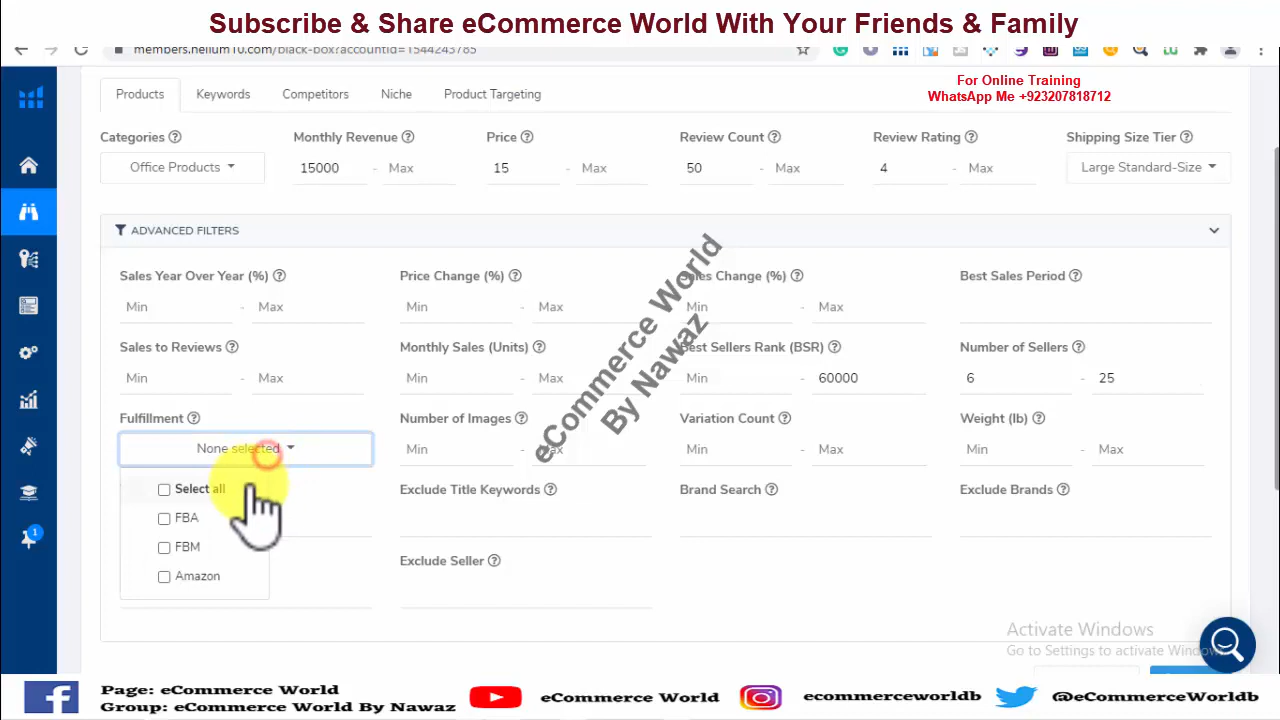 Subscribe & Share eCommerce World With Your Friends & Family
members.helium10.com/black-box?accountid=1544243785
For Online Training
WhatsApp Me +923207818712
Products Keywords Competitors Niche Product Targeting
Categories Monthly Revenue Price Review Count Review Rating Shipping Size Tier
Office Products 15000 - Max 15 - Max 50 - Max 4 - Max Large Standard-Size
ADVANCED FILTERS
Sales Year Over Year (%) Price Change (%) Sales Change (%) Best Sales Period
Min - Max Min - Max Min - Max
Sales to Reviews Monthly Sales (Units) Best Sellers Rank (BSR) Number of Sellers
Min - Max Min - Max Min - 60000 6 - 25
Fulfillment Number of Images Variation Count Weight (lb)
None selected Min - Max Min - Max Min - Max
Select all Exclude Title Keywords Brand Search Exclude Brands
FBA
FBM
Exclude Seller
Amazon
eCommerce World
By Nawaz
Activate Windows
Go to Settings to activate Windows.
1
Page: eCommerce World
Group: eCommerce World By Nawaz
eCommerce World
ecommerceworldb
@eCommerceWorldb